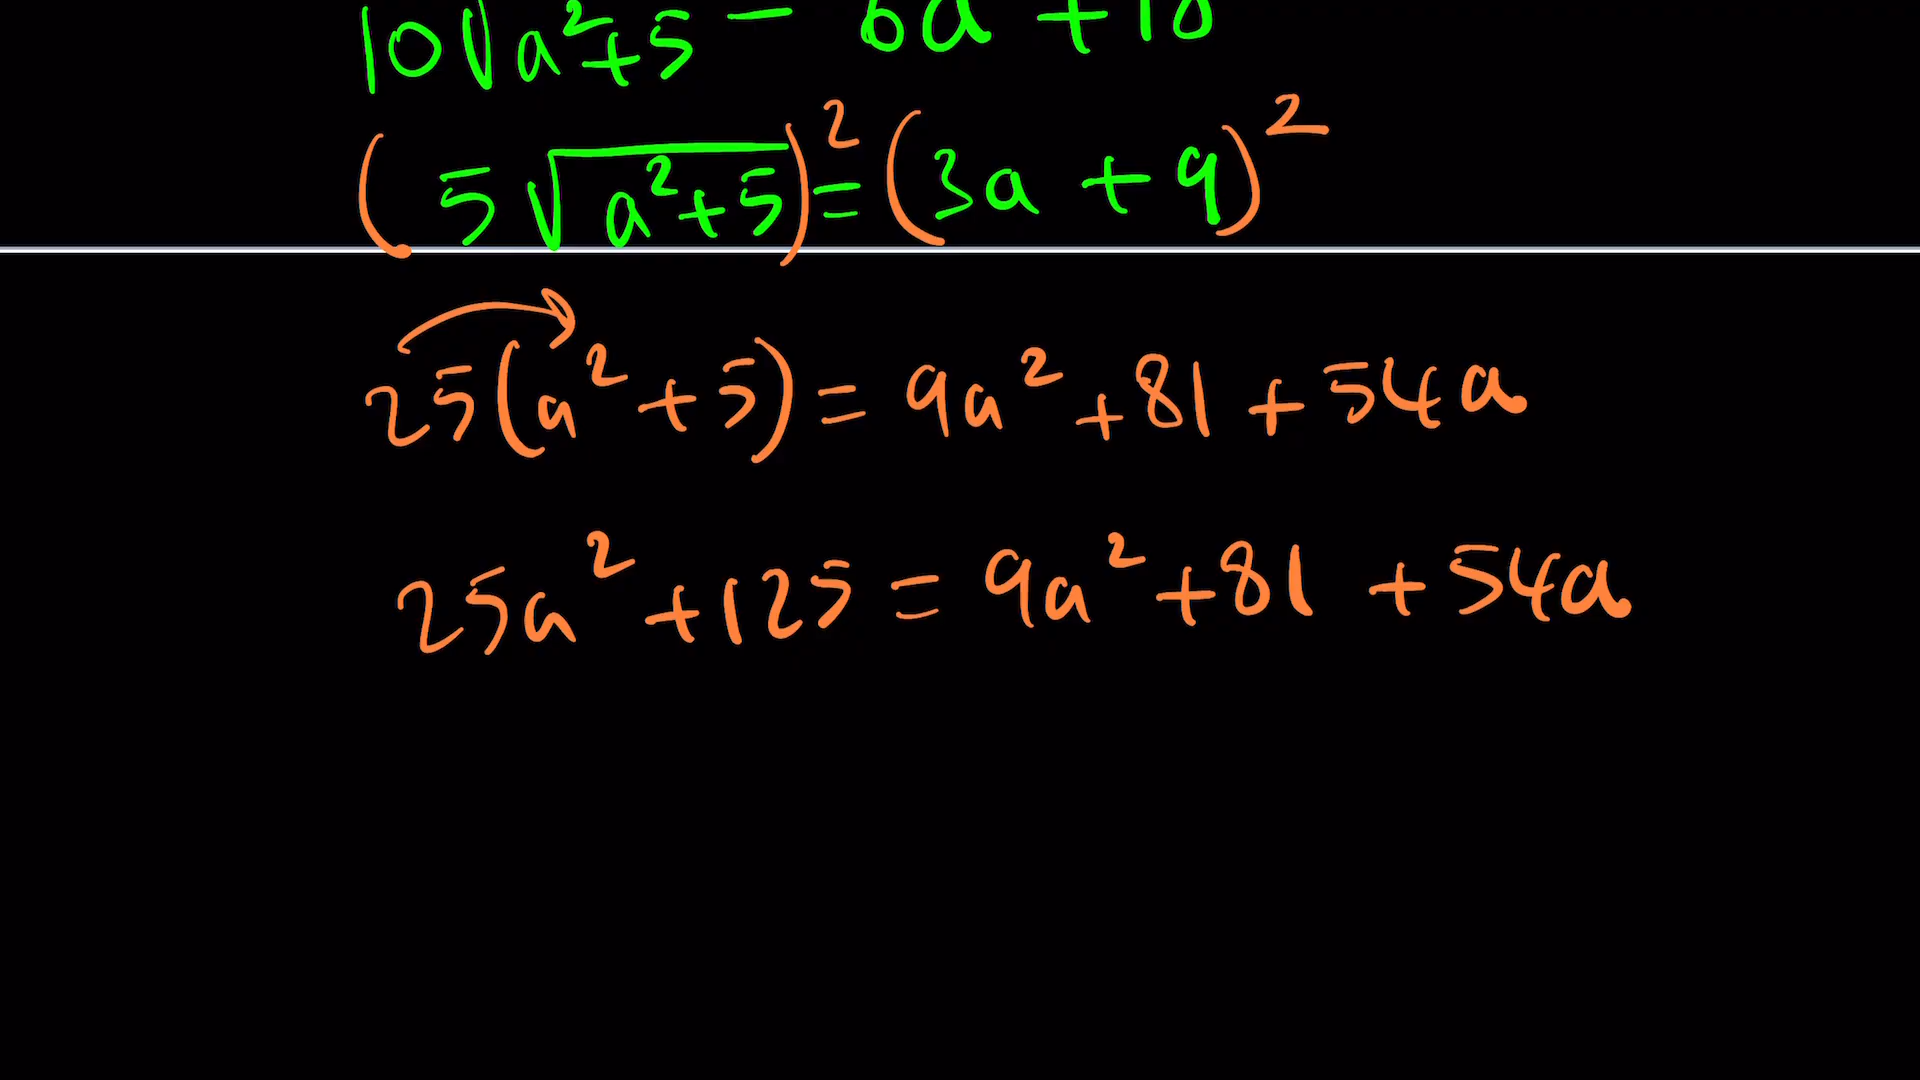 10√a²+5 = 6a + 18
(5√a²+5)² = (3a + 9)²
25(a² + 5) = 9a² + 81 + 54a
25a² + 125 = 9a² + 81 + 54a